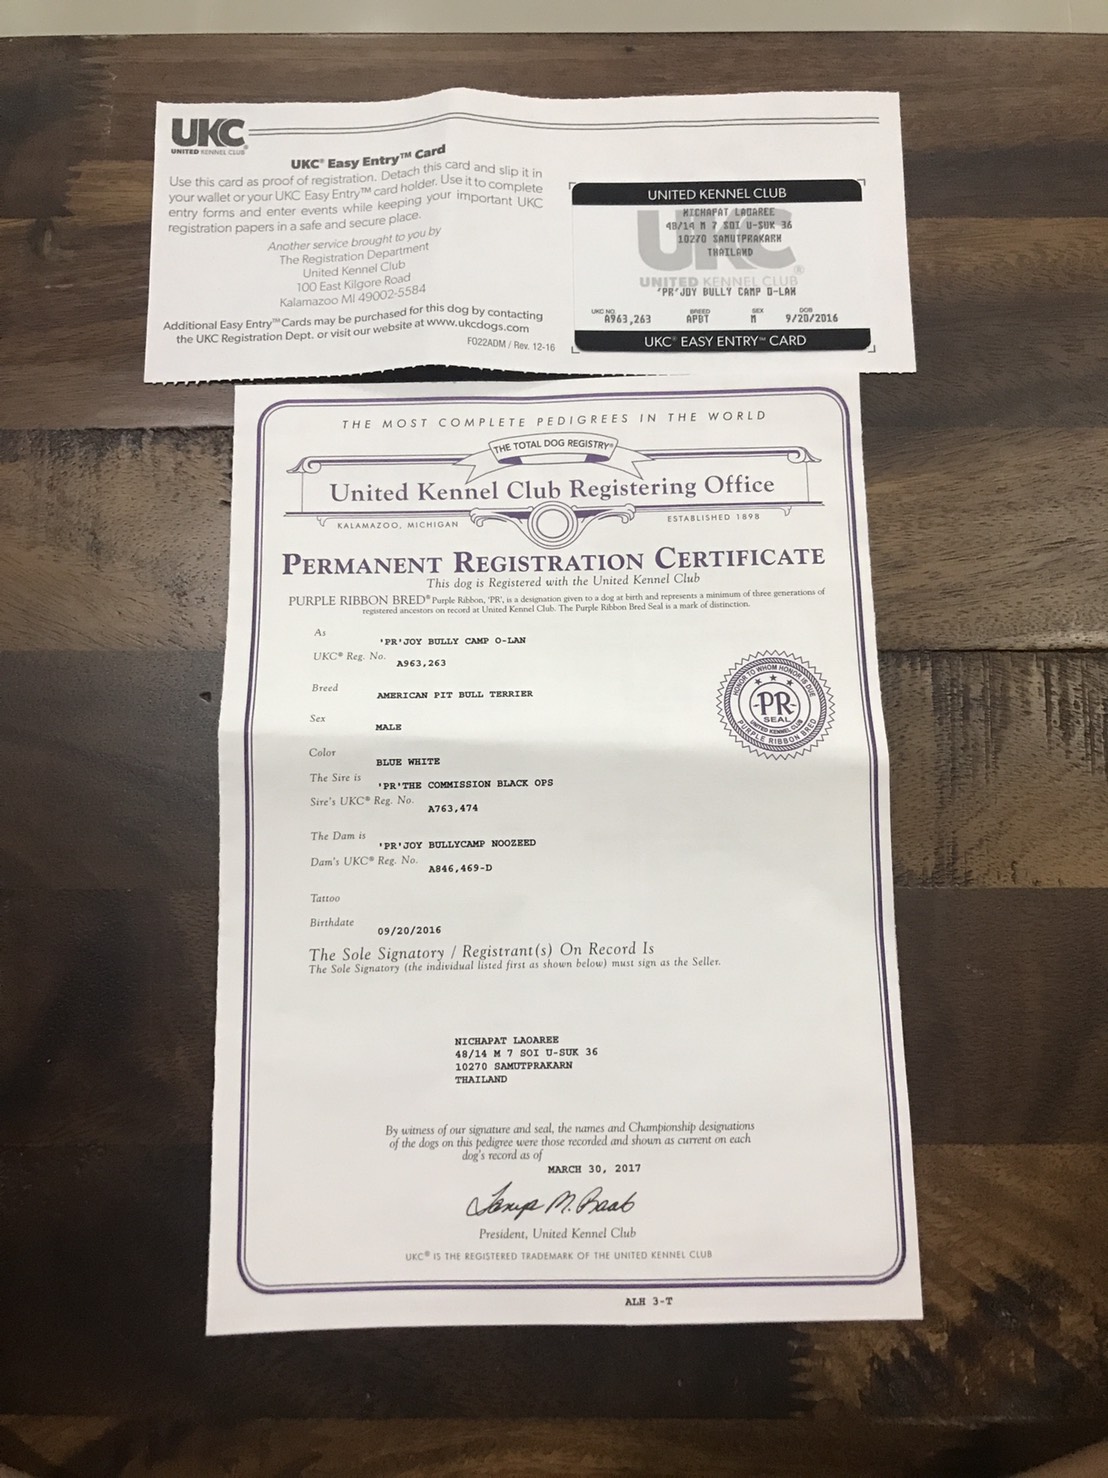 UKC
UNITED KENNEL CLUB
UKC® Easy Entry™ Card
Use this card as proof of registration. Detach this card and slip it in
your wallet or your UKC Easy Entry™ card holder. Use it to complete
entry forms and enter events while keeping your important UKC
registration papers in a safe and secure place.
Another service brought to you by
The Registration Department
United Kennel Club
100 East Kilgore Road
Kalamazoo MI 49002-5584
Additional Easy Entry™ Cards may be purchased for this dog by contacting
the UKC Registration Dept. or visit our website at www.ukcdogs.com
F022ADM / Rev. 12-16
UNITED KENNEL CLUB
UKC
NICHAPAT LAOAREE
48/14 M 7 SOI U-SUK 36
10270 SAMUTPRAKARN
THAILAND
UNITED KENNEL CLUB®
'PR'JOY BULLY CAMP O-LAN
UKC NO. BREED SEX DOB
A963,263 APBT M 9/20/2016
UKC® EASY ENTRY™ CARD
THE MOST COMPLETE PEDIGREES IN THE WORLD
THE TOTAL DOG REGISTRY®
United Kennel Club Registering Office
KALAMAZOO, MICHIGAN ESTABLISHED 1898
PERMANENT REGISTRATION CERTIFICATE
This dog is Registered with the United Kennel Club
PURPLE RIBBON BRED® Purple Ribbon, 'PR', is a designation given to a dog at birth and represents a minimum of three generations of
registered ancestors on record at United Kennel Club. The Purple Ribbon Bred Seal is a mark of distinction.
As 'PR'JOY BULLY CAMP O-LAN
UKC® Reg. No. A963,263
Breed AMERICAN PIT BULL TERRIER
HONOR TO WHOM HONOR IS DUE
-PR-
SEAL
UNITED KENNEL CLUB
PURPLE RIBBON BRED
Sex MALE
Color BLUE WHITE
The Sire is 'PR'THE COMMISSION BLACK OPS
Sire's UKC® Reg. No. A763,474
The Dam is 'PR'JOY BULLYCAMP NOOZEED
Dam's UKC® Reg. No. A846,469-D
Tattoo
Birthdate 09/20/2016
The Sole Signatory / Registrant(s) On Record Is
The Sole Signatory (the individual listed first as shown below) must sign as the Seller.
NICHAPAT LAOAREE
48/14 M 7 SOI U-SUK 36
10270 SAMUTPRAKARN
THAILAND
By witness of our signature and seal, the names and Championship designations
of the dogs on this pedigree were those recorded and shown as current on each
dog's record as of
MARCH 30, 2017
President, United Kennel Club
UKC® IS THE REGISTERED TRADEMARK OF THE UNITED KENNEL CLUB
ALH 3-T